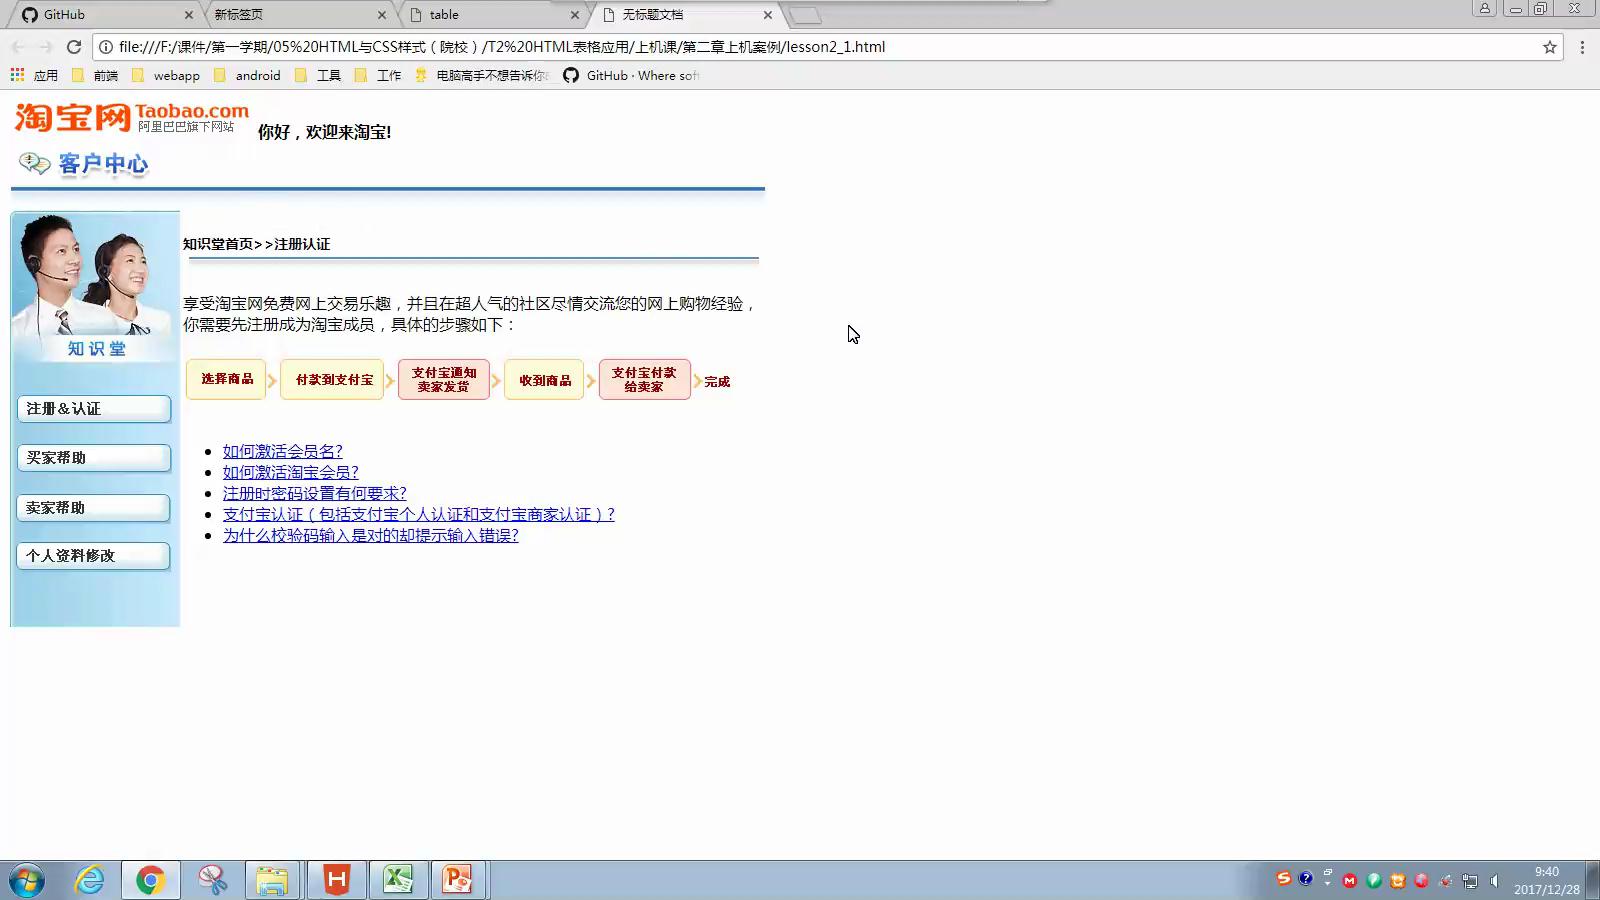 GitHub
新标签页
table
无标题文档
file:///F:/课件/第一学期/05%20HTML与CSS样式（院校）/T2%20HTML表格应用/上机课/第二章上机案例/lesson2_1.html
应用 前端 webapp android 工具 工作 电脑高手不想告诉你 GitHub · Where sof
淘宝网 Taobao.com
阿里巴巴旗下网站
你好，欢迎来淘宝!
客户中心
知识堂首页>>注册认证
享受淘宝网免费网上交易乐趣，并且在超人气的社区尽情交流您的网上购物经验，
你需要先注册成为淘宝成员，具体的步骤如下：
知识堂
选择商品
付款到支付宝
支付宝通知
卖家发货
收到商品
支付宝付款
给卖家
完成
注册＆认证
买家帮助
卖家帮助
个人资料修改
如何激活会员名?
如何激活淘宝会员?
注册时密码设置有何要求?
支付宝认证（包括支付宝个人认证和支付宝商家认证）?
为什么校验码输入是对的却提示输入错误?
9:40
2017/12/28